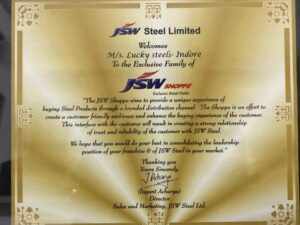 JSW Steel Limited
Welcomes
M/s. Lucky steels- Indore
To the Exclusive Family of
JSW SHOPPE
Exclusive Retail Outlet
"The JSW Shoppe aims to provide a unique experience of
buying Steel Products through a branded distribution channel. The Shoppe is an effort to
create a customer friendly ambience and enhance the buying experience of the customer.
This interface with the customer will result in creating a strong relationship
of trust and reliability of the customer with JSW Steel.
We hope that you would do your best in consolidating the leadership
position of your franchise & of JSW Steel in your market."
Thanking you
Yours Sincerely
JAcharya
(Jayant Acharya)
Director
Sales and Marketing, JSW Steel Ltd.